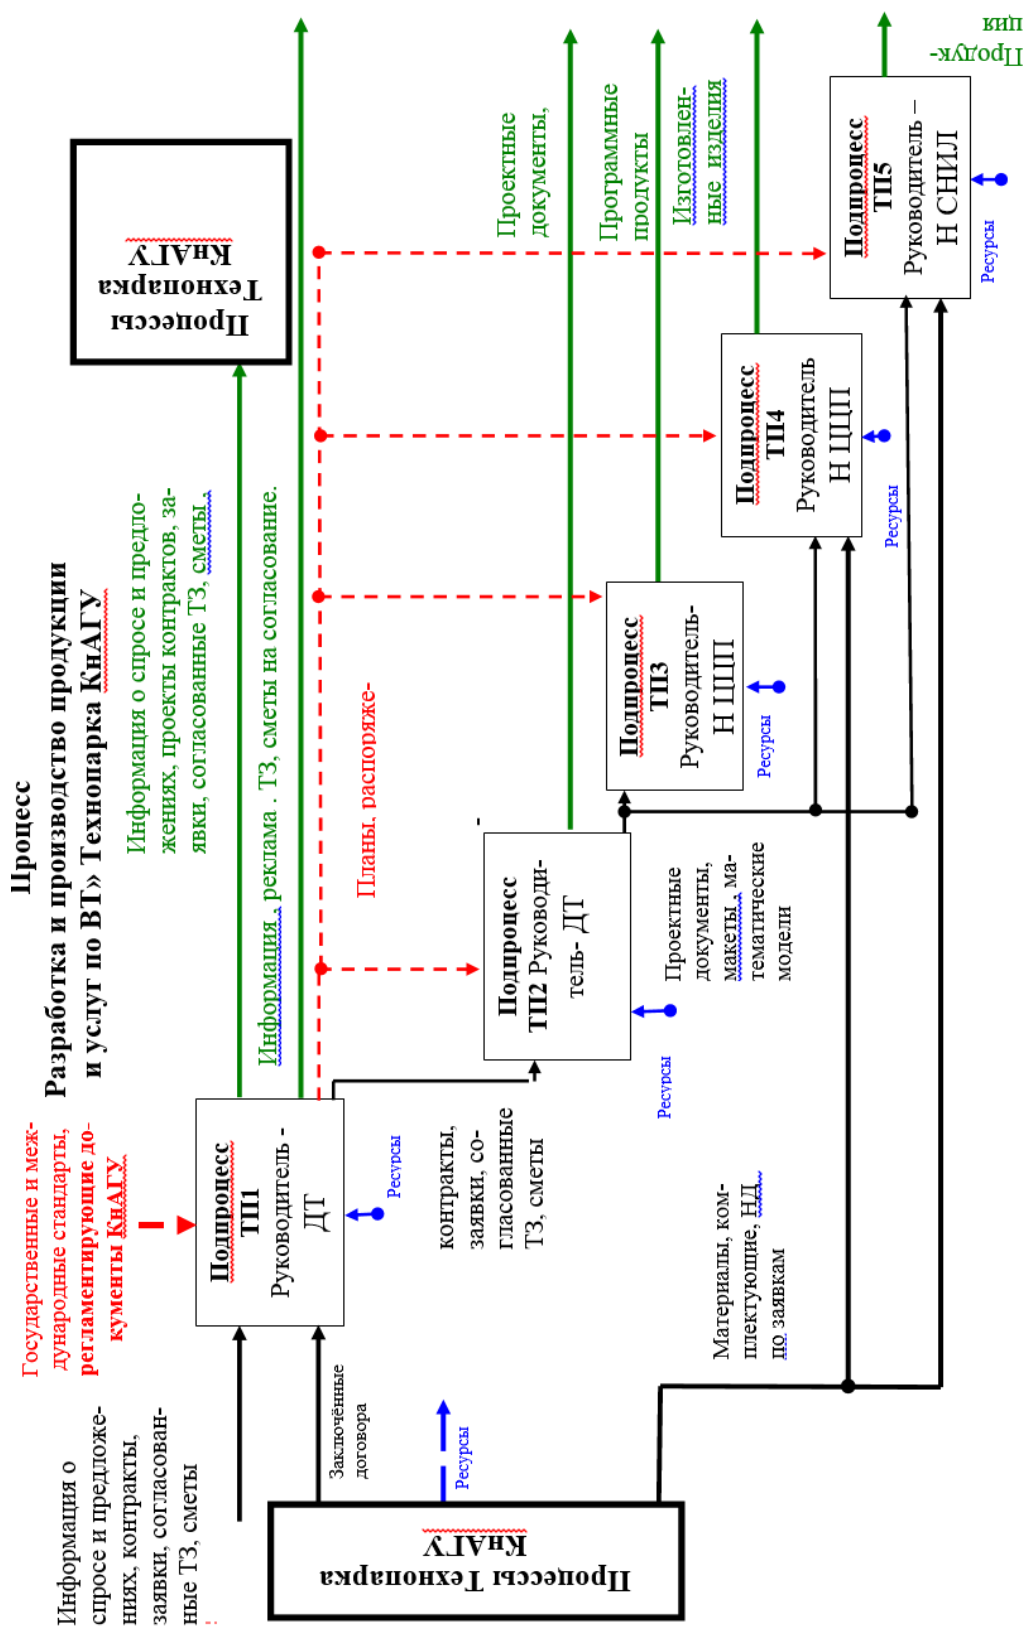 Процесс
Разработка и производство продукции
и услуг по ВТ» Технопарка КнАГУ
Государственные и меж-
дународные стандарты,
регламентирующие до-
кументы КнАГУ
Информация о
спросе и предложе-
ниях, контракты,
заявки, согласован-
ные ТЗ, сметы
Информация о спросе и предло-
жениях, проекты контрактов, за-
явки, согласованные ТЗ, сметы ,
Процессы
Технопарка
КнАГУ
Информация , реклама . ТЗ, сметы на согласование.
Подпроцесс
ТП1
Руководитель -
ДТ
Ресурсы
Заключённые
договора
Ресурсы
Процессы Технопарка
КнАГУ
Планы, распоряже-
контракты,
заявки, со-
гласованные
ТЗ, сметы
Подпроцесс
ТП2 Руководи-
тель- ДТ
Ресурсы
Проектные
документы,
Проектные
документы,
макеты , ма-
тематические
модели
Подпроцесс
ТП3
Руководитель-
Н ЦЦП
Ресурсы
Программные
продукты
Изготовлен-
ные изделия
Подпроцесс
ТП4
Руководитель
Н ЦЦП
Ресурсы
Материалы, ком-
плектующие, НД
по заявкам
Подпроцесс
ТП5
Руководитель –
Н СНИЛ
Ресурсы
Продук-
ция